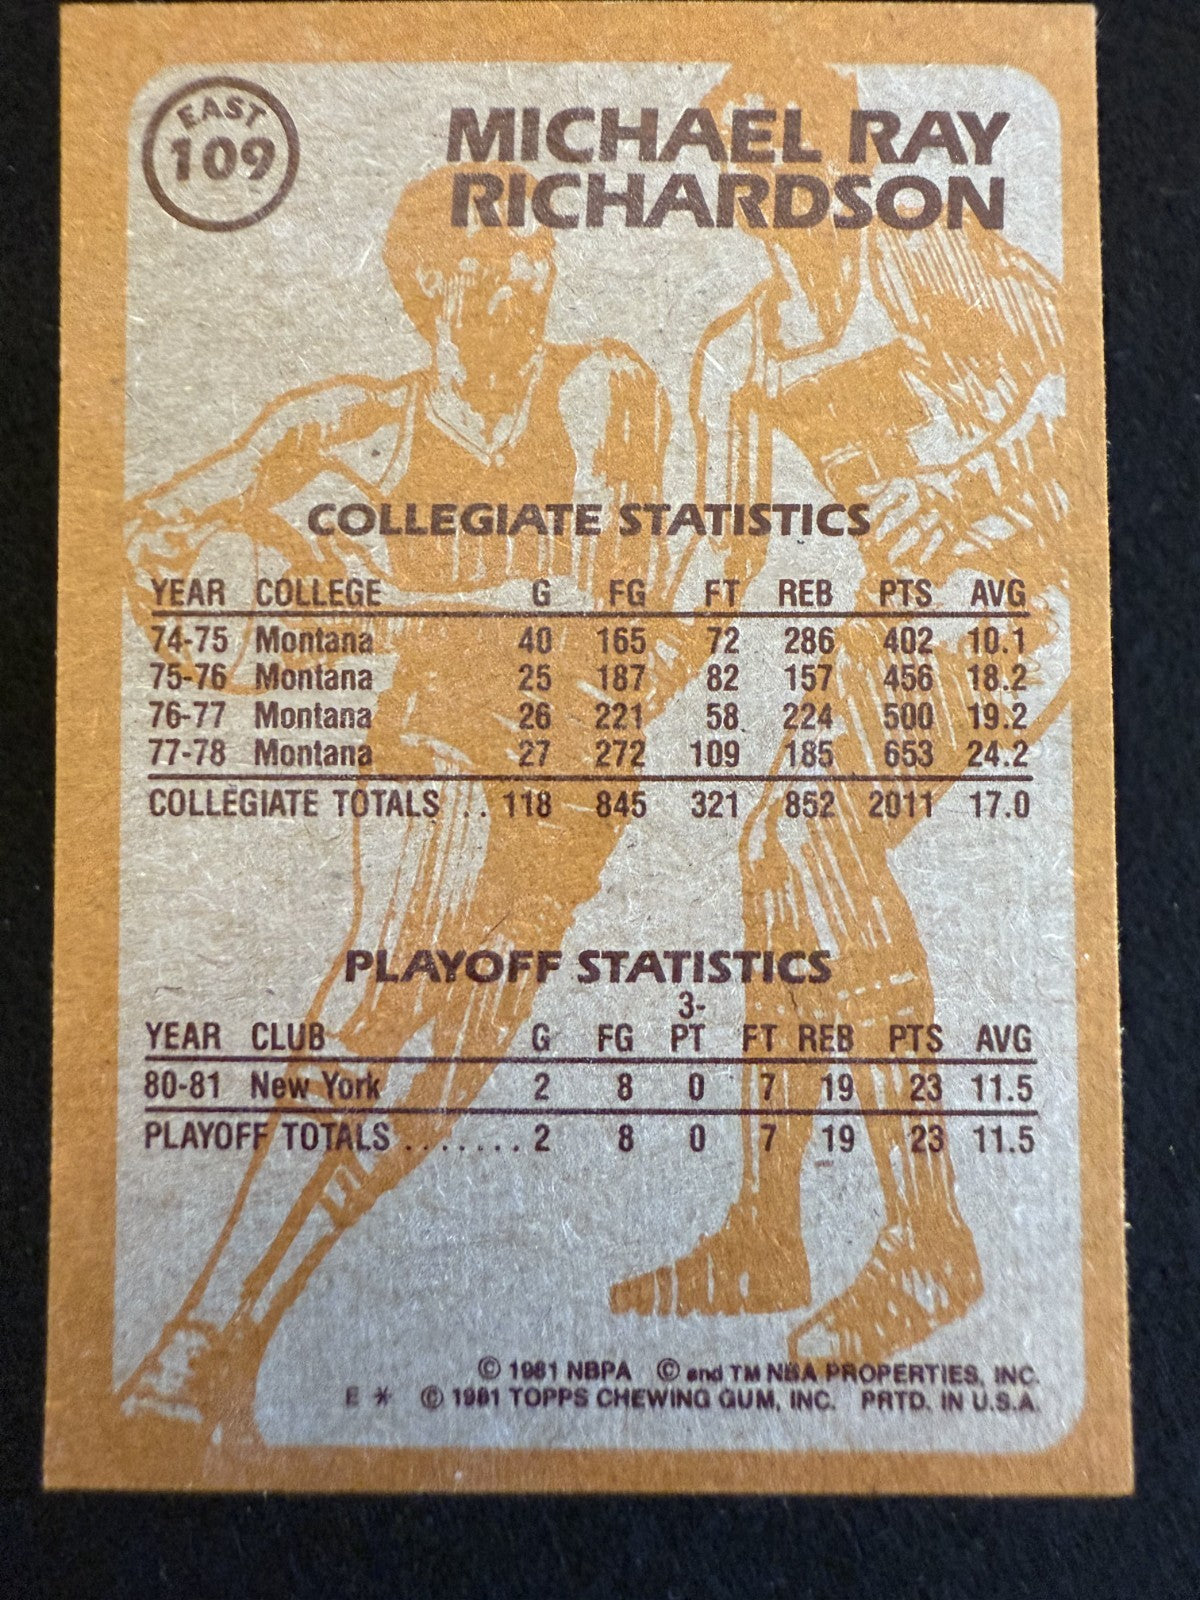 EAST
109
MICHAEL RAY
RICHARDSON
COLLEGIATE STATISTICS
YEAR COLLEGE G FG FT REB PTS AVG
74-75 Montana 40 165 72 286 402 10.1
75-76 Montana 25 187 82 157 456 18.2
76-77 Montana 26 221 58 224 500 19.2
77-78 Montana 27 272 109 185 653 24.2
COLLEGIATE TOTALS . . 118 845 321 852 2011 17.0
PLAYOFF STATISTICS
3-
YEAR CLUB G FG PT FT REB PTS AVG
80-81 New York 2 8 0 7 19 23 11.5
PLAYOFF TOTALS . . . . . . . 2 8 0 7 19 23 11.5
© 1981 NBPA © and TM NBA PROPERTIES, INC.
E * © 1981 TOPPS CHEWING GUM, INC. PRTD. IN U.S.A.